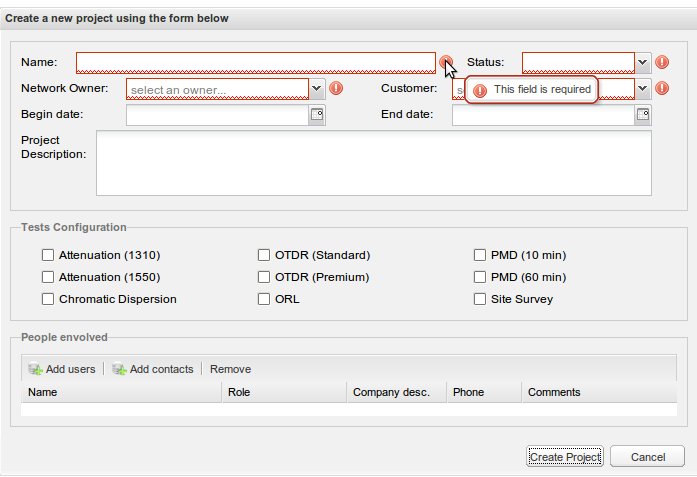 Create a new project using the form below
Name: Status:
Network Owner: select an owner... Customer: s
This field is required
Begin date: End date:
Project
Description:
Tests Configuration
Attenuation (1310) OTDR (Standard) PMD (10 min)
Attenuation (1550) OTDR (Premium) PMD (60 min)
Chromatic Dispersion ORL Site Survey
People envolved
Add users Add contacts Remove
Name Role Company desc. Phone Comments
Create Project Cancel